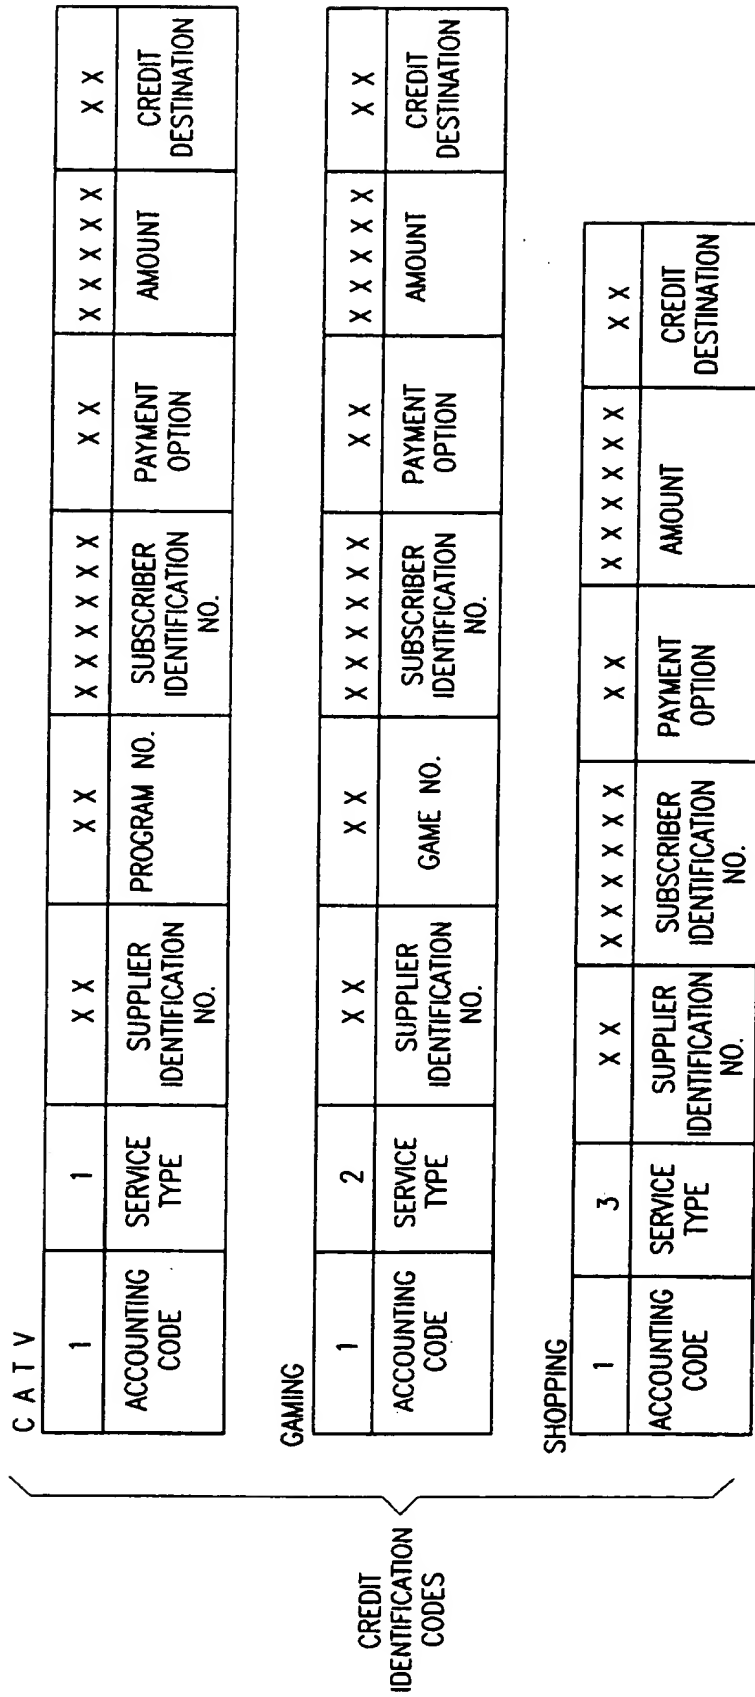 C A T V
1
1
X X
X X
X X X X X X
X X
X X X X X
X X
ACCOUNTING
CODE
SERVICE
TYPE
SUPPLIER
IDENTIFICATION
NO.
PROGRAM NO.
SUBSCRIBER
IDENTIFICATION
NO.
PAYMENT
OPTION
AMOUNT
CREDIT
DESTINATION
GAMING
1
2
X X
X X
X X X X X X
X X
X X X X X
X X
ACCOUNTING
CODE
SERVICE
TYPE
SUPPLIER
IDENTIFICATION
NO.
GAME NO.
SUBSCRIBER
IDENTIFICATION
NO.
PAYMENT
OPTION
AMOUNT
CREDIT
DESTINATION
SHOPPING
1
3
X X
X X X X X X
X X
X X X X X X
X X
ACCOUNTING
CODE
SERVICE
TYPE
SUPPLIER
IDENTIFICATION
NO.
SUBSCRIBER
IDENTIFICATION
NO.
PAYMENT
OPTION
AMOUNT
CREDIT
DESTINATION
CREDIT
IDENTIFICATION
CODES